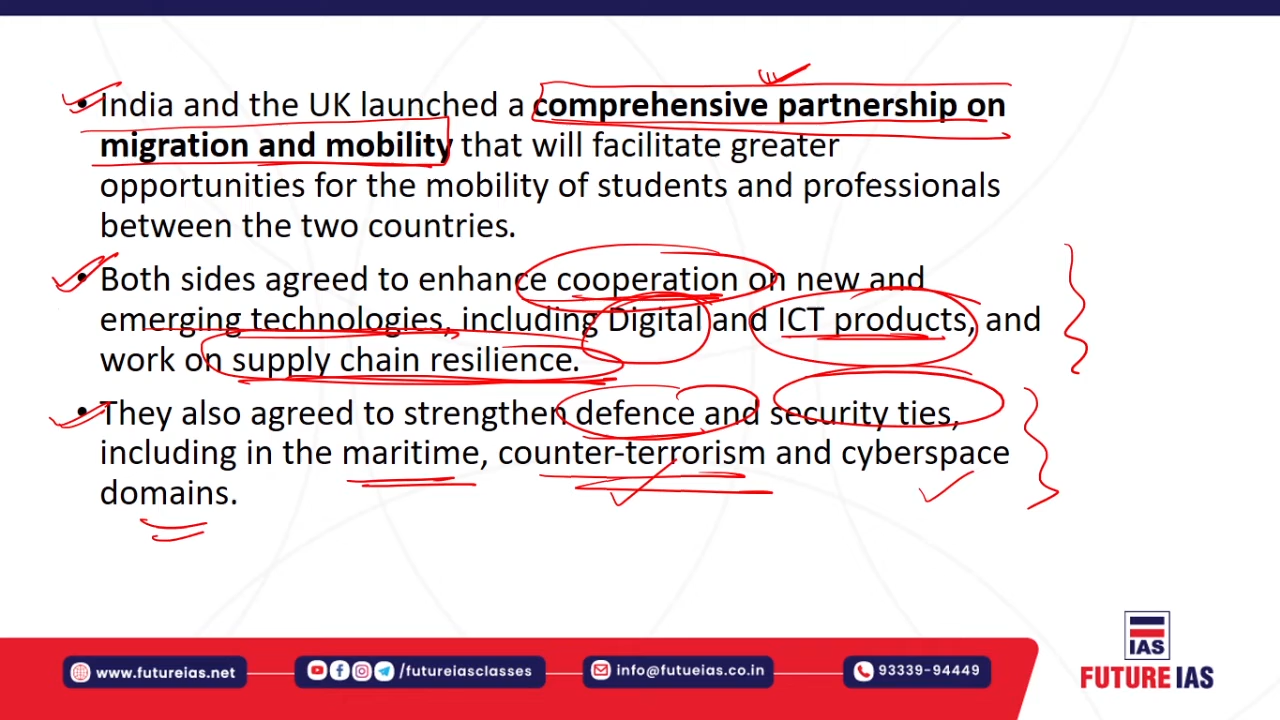 • India and the UK launched a comprehensive partnership on
migration and mobility that will facilitate greater
opportunities for the mobility of students and professionals
between the two countries.
• Both sides agreed to enhance cooperation on new and
emerging technologies, including Digital and ICT products, and
work on supply chain resilience.
• They also agreed to strengthen defence and security ties,
including in the maritime, counter-terrorism and cyberspace
domains.
www.futureias.net
/futureiasclasses
info@futueias.co.in
93339-94449
IAS
FUTURE IAS